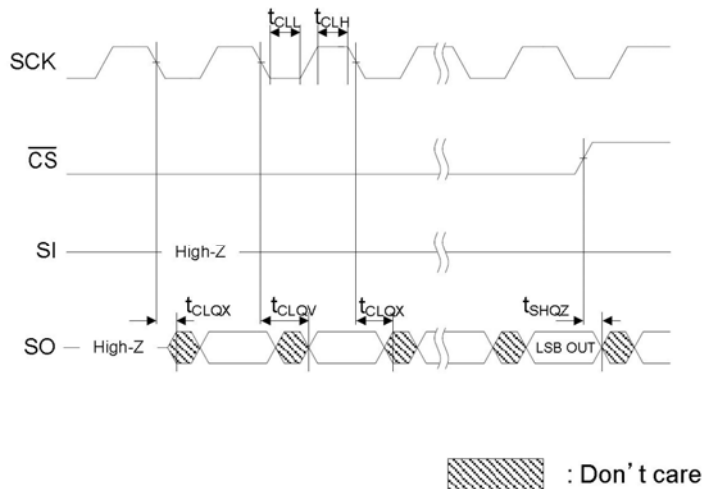 tCLL tCLH
SCK
CS
SI High-Z
tCLQX tCLQV tCLQX tSHQZ
SO High-Z LSB OUT
: Don't care